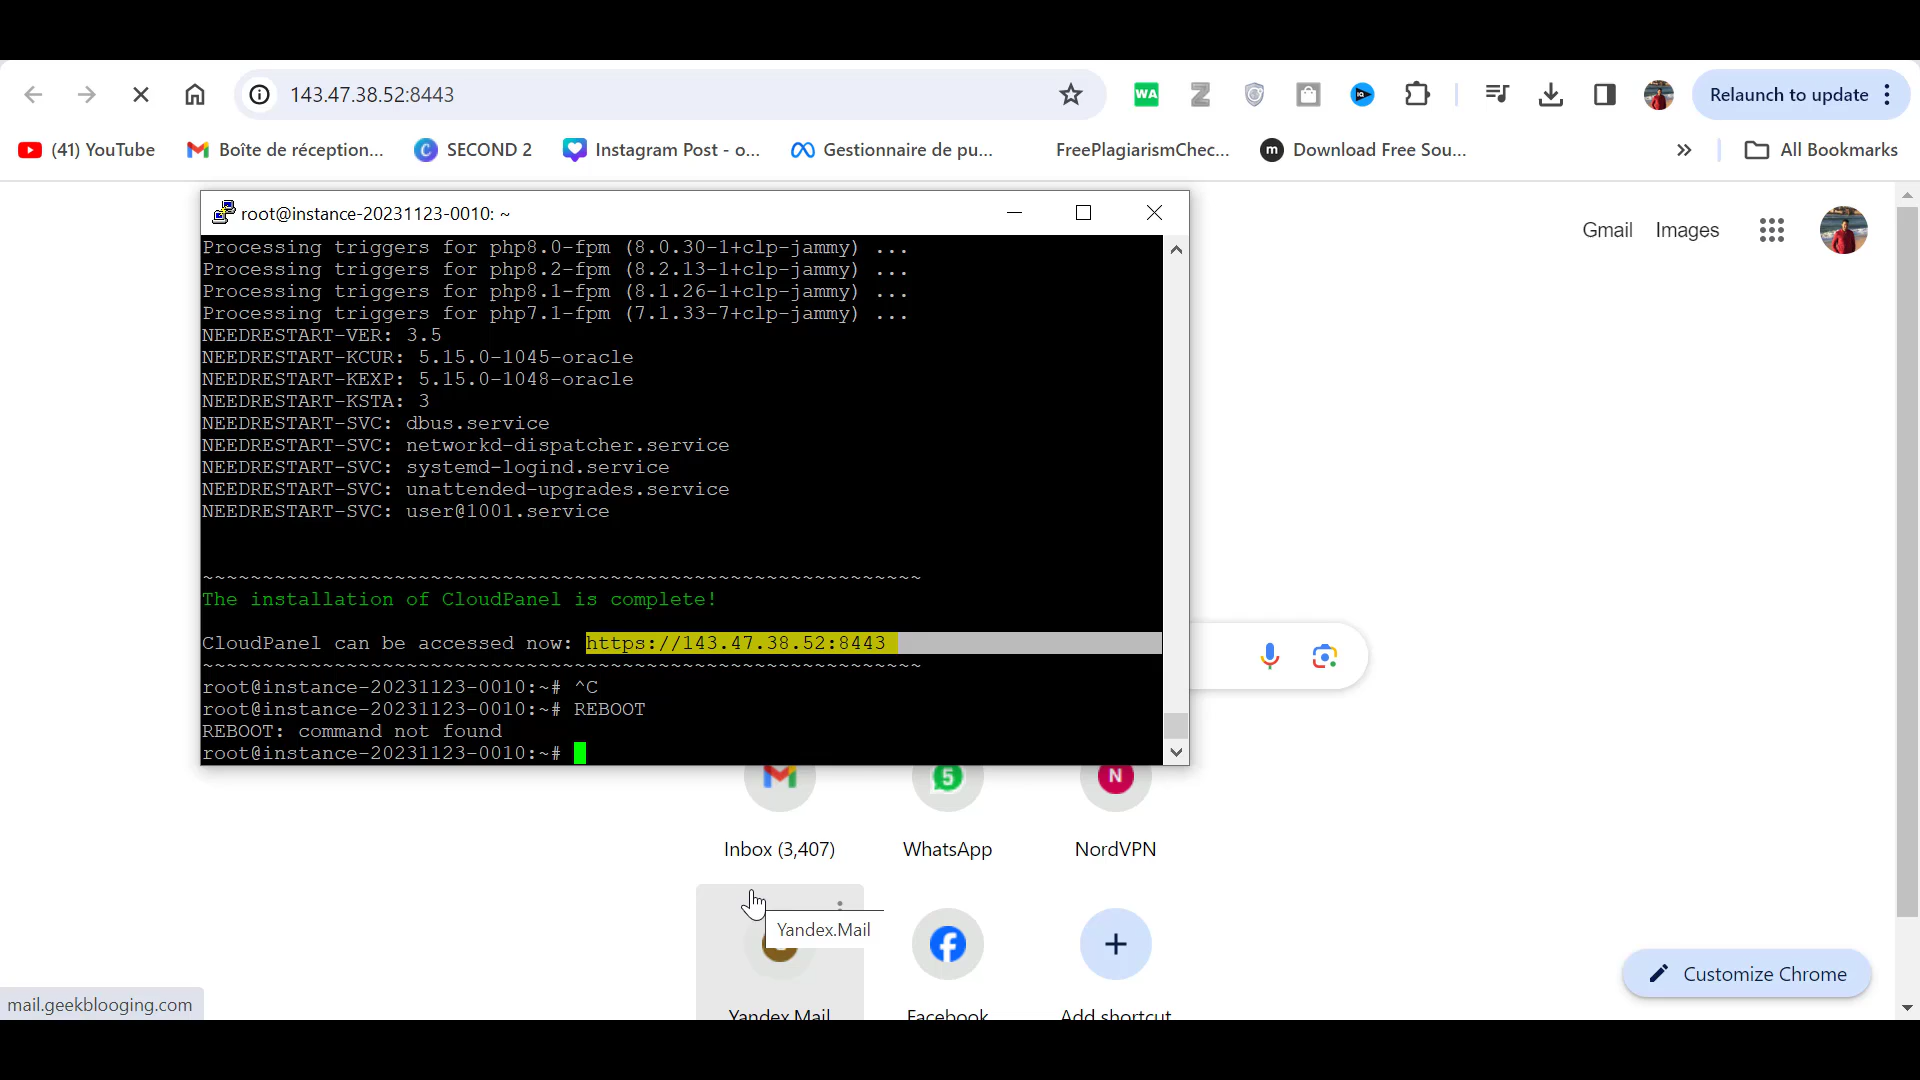 143.47.38.52:8443
WA
Relaunch to update
(41) YouTube
Boîte de réception...
SECOND 2
Instagram Post - o...
Gestionnaire de pu...
FreePlagiarismChec...
m
Download Free Sou...
All Bookmarks
root@instance-20231123-0010: ~
Gmail
Images
Processing triggers for php8.0-fpm (8.0.30-1+clp-jammy) ...
Processing triggers for php8.2-fpm (8.2.13-1+clp-jammy) ...
Processing triggers for php8.1-fpm (8.1.26-1+clp-jammy) ...
Processing triggers for php7.1-fpm (7.1.33-7+clp-jammy) ...
NEEDRESTART-VER: 3.5
NEEDRESTART-KCUR: 5.15.0-1045-oracle
NEEDRESTART-KEXP: 5.15.0-1048-oracle
NEEDRESTART-KSTA: 3
NEEDRESTART-SVC: dbus.service
NEEDRESTART-SVC: networkd-dispatcher.service
NEEDRESTART-SVC: systemd-logind.service
NEEDRESTART-SVC: unattended-upgrades.service
NEEDRESTART-SVC: user@1001.service
~~~~~~~~~~~~~~~~~~~~~~~~~~~~~~~~~~~~~~~~~~~~~~~~~~~~~~~~~~~~
The installation of CloudPanel is complete!
CloudPanel can be accessed now: https://143.47.38.52:8443
~~~~~~~~~~~~~~~~~~~~~~~~~~~~~~~~~~~~~~~~~~~~~~~~~~~~~~~~~~~~
root@instance-20231123-0010:~# ^C
root@instance-20231123-0010:~# REBOOT
REBOOT: command not found
root@instance-20231123-0010:~#
5
N
Inbox (3,407)
WhatsApp
NordVPN
Yandex.Mail
Yandex Mail
Facebook
Add shortcut
Customize Chrome
mail.geekblooging.com